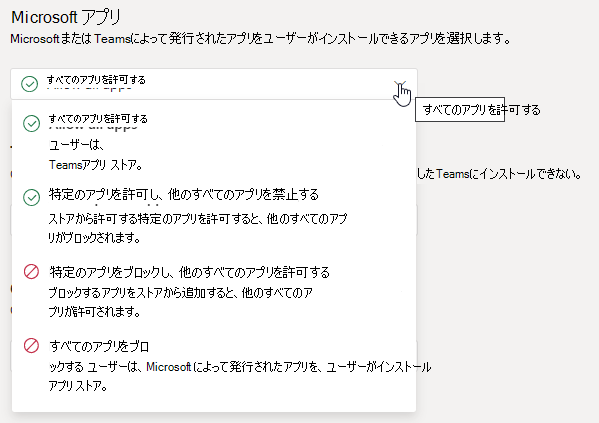 Microsoft アプリ
MicrosoftまたはTeamsによって発行されたアプリをユーザーがインストールできるアプリを選択します。
すべてのアプリを許可する
すべてのアプリを許可する
すべてのアプリを許可する
Allow all apps
ユーザーは、
Teamsアプリ ストア。
したTeamsにインストールできない。
特定のアプリを許可し、他のすべてのアプリを禁止する
ストアから許可する特定のアプリを許可すると、他のすべてのアプ
リがブロックされます。
特定のアプリをブロックし、他のすべてのアプリを許可する
ブロックするアプリをストアから追加すると、他のすべてのア
プリが許可されます。
すべてのアプリをブロ
ックする ユーザーは、Microsoftによって発行されたアプリを、ユーザーがインストール
アプリストア。